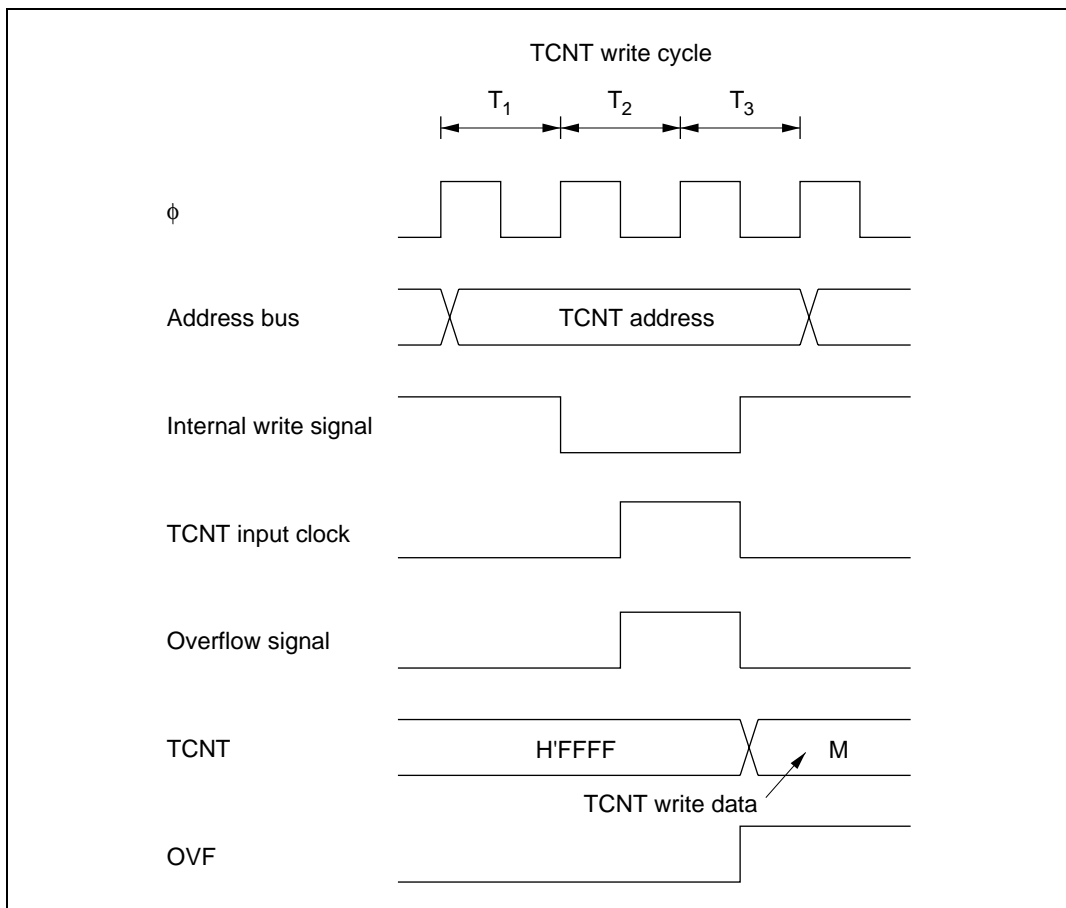 TCNT write cycle
T1 T2 T3
φ
Address bus TCNT address
Internal write signal
TCNT input clock
Overflow signal
TCNT H'FFFF M
TCNT write data
OVF